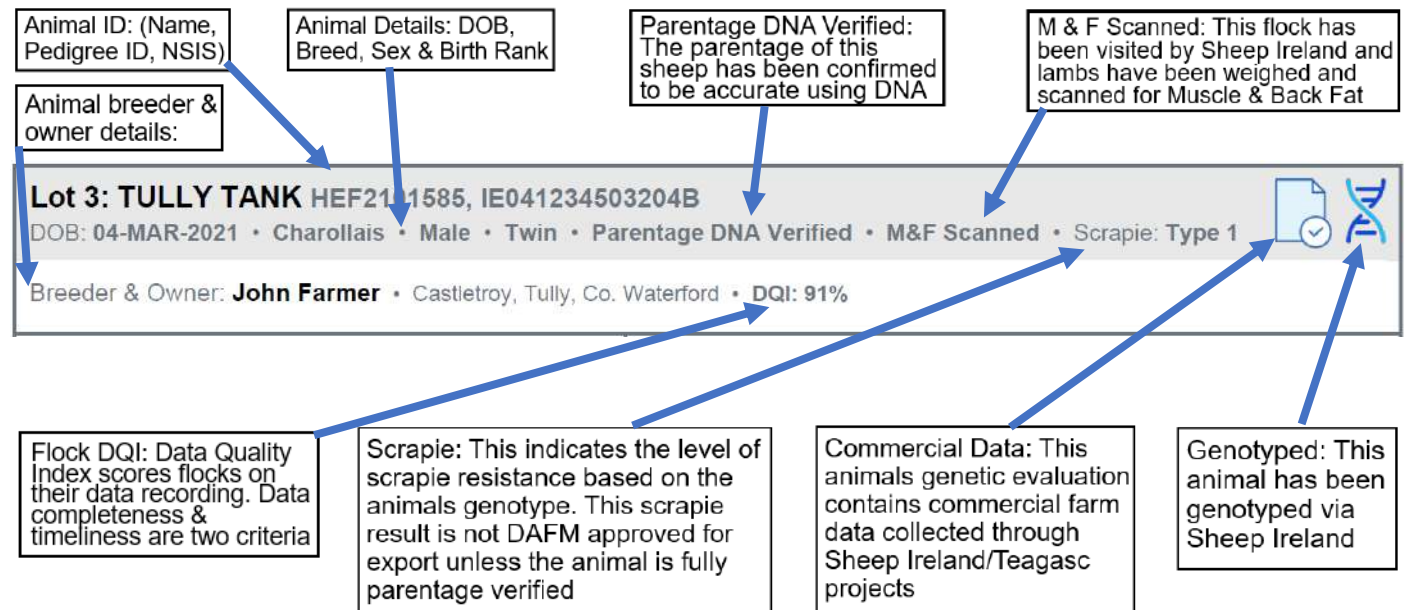 Animal ID: (Name,
Pedigree ID, NSIS)
Animal Details: DOB,
Breed, Sex & Birth Rank
Parentage DNA Verified:
The parentage of this
sheep has been confirmed
to be accurate using DNA
M & F Scanned: This flock has
been visited by Sheep Ireland and
lambs have been weighed and
scanned for Muscle & Back Fat
Animal breeder &
owner details:
Lot 3: TULLY TANK HEF2101585, IE041234503204B
DOB: 04-MAR-2021 • Charollais • Male • Twin • Parentage DNA Verified • M&F Scanned • Scrapie: Type 1
Breeder & Owner: John Farmer • Castletroy, Tully, Co. Waterford • DQI: 91%
Flock DQI: Data Quality
Index scores flocks on
their data recording. Data
completeness &
timeliness are two criteria
Scrapie: This indicates the level of
scrapie resistance based on the
animals genotype. This scrapie
result is not DAFM approved for
export unless the animal is fully
parentage verified
Commercial Data: This
animals genetic evaluation
contains commercial farm
data collected through
Sheep Ireland/Teagasc
projects
Genotyped: This
animal has been
genotyped via
Sheep Ireland